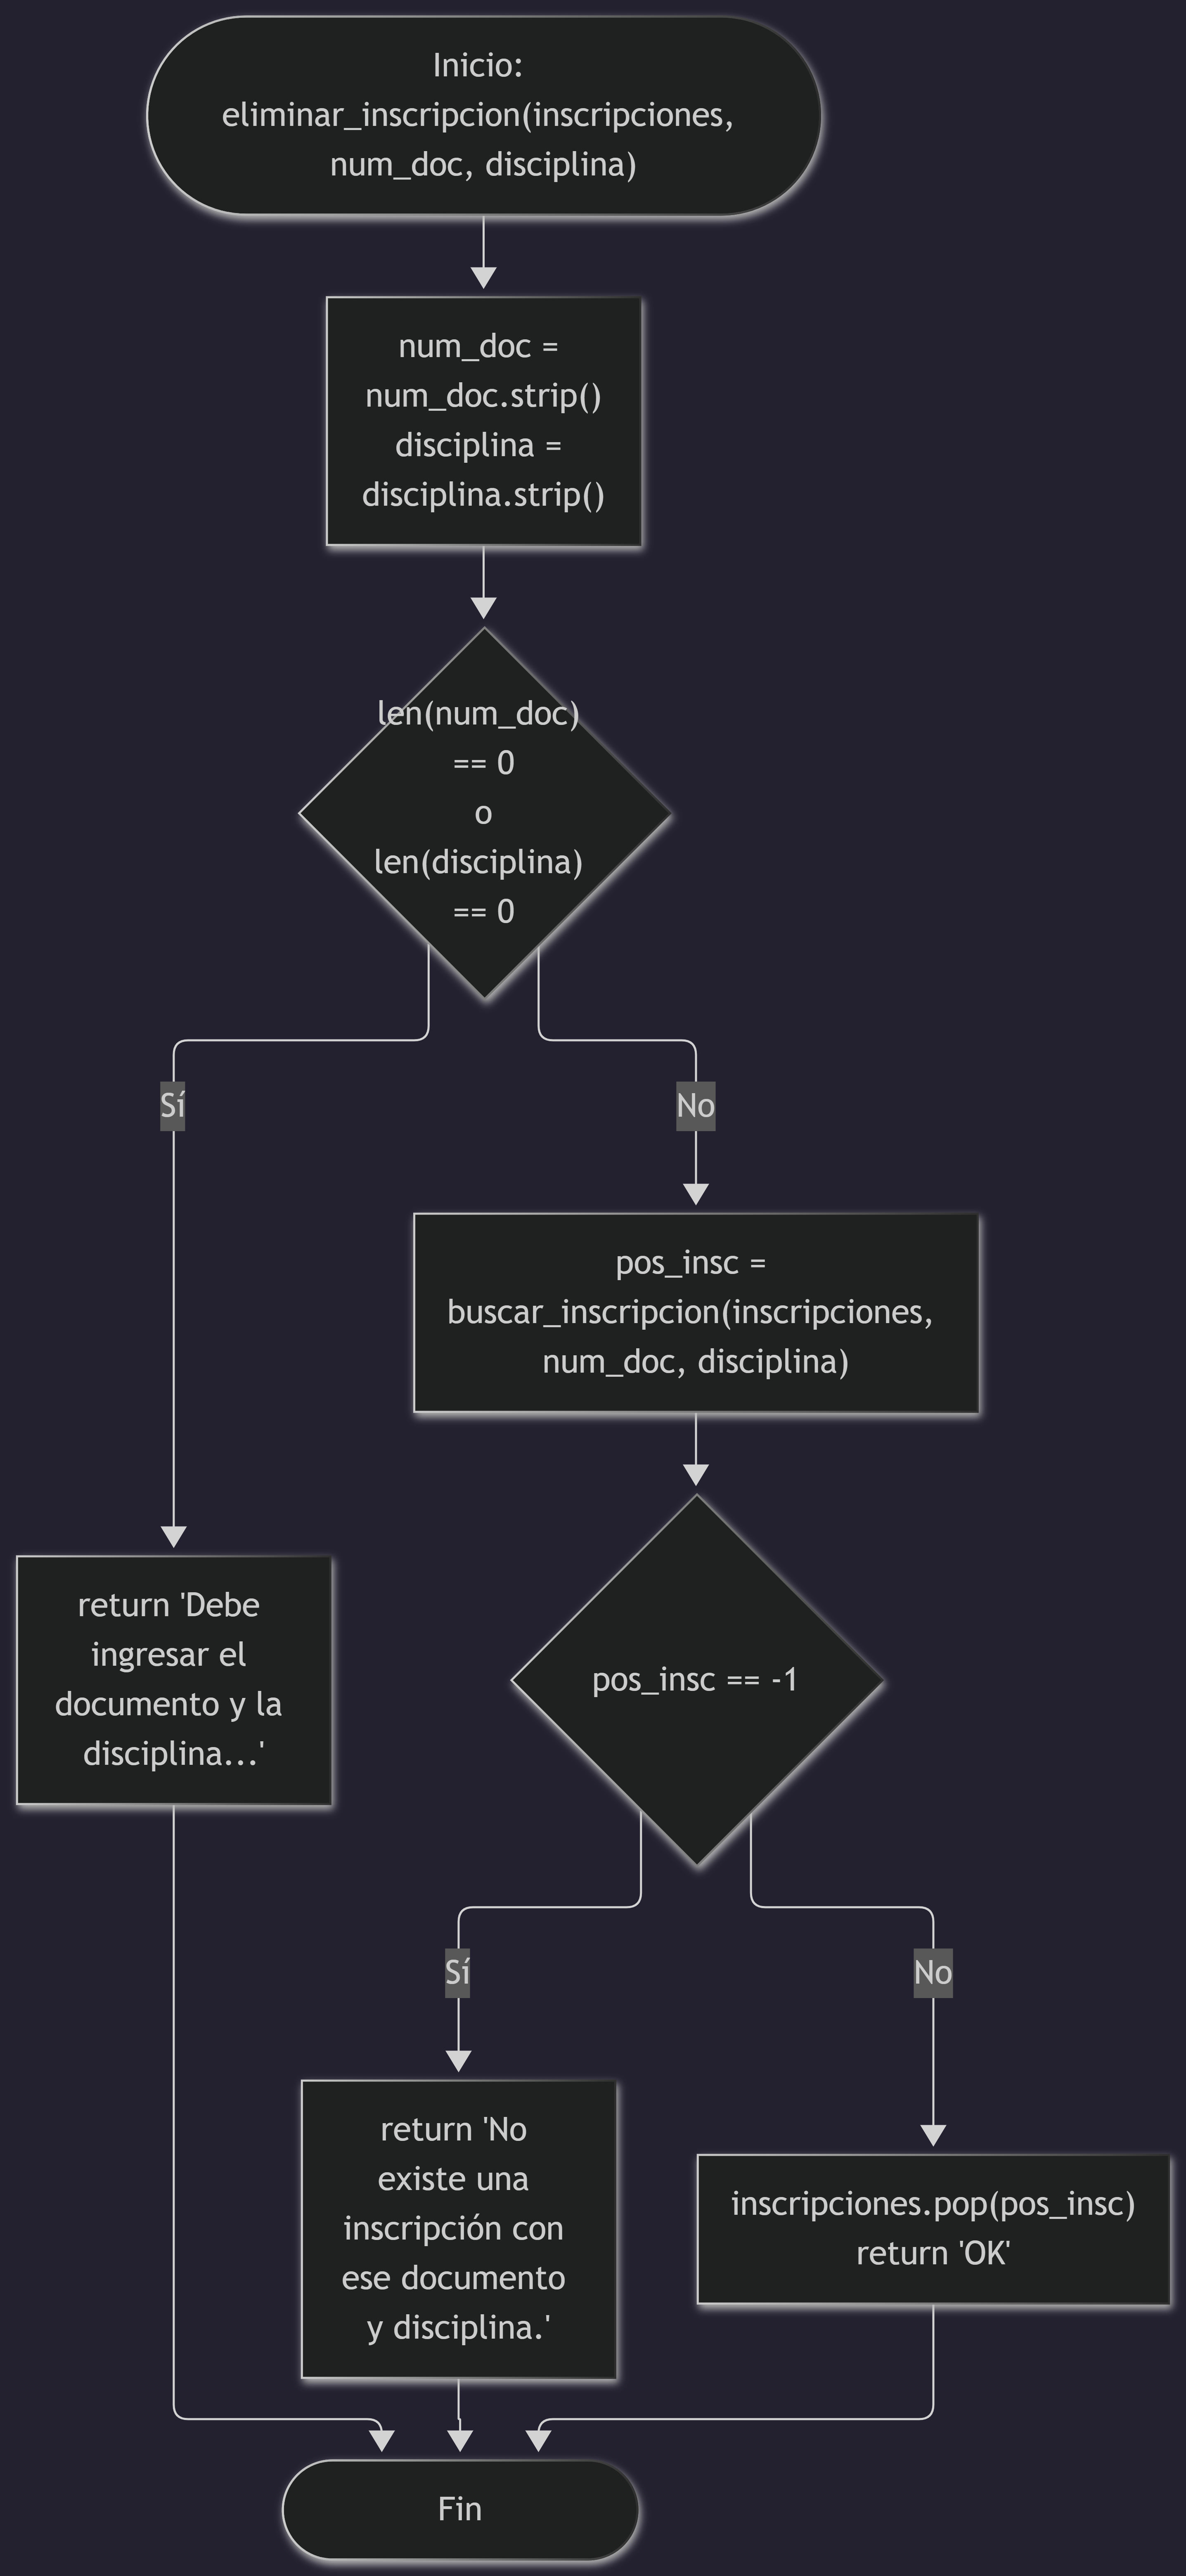 Inicio:
eliminar_inscripcion(inscripciones,
num_doc, disciplina)
num_doc =
num_doc.strip()
disciplina =
disciplina.strip()
len(num_doc)
== 0
o
len(disciplina)
== 0
Sí
No
pos_insc =
buscar_inscripcion(inscripciones,
num_doc, disciplina)
return 'Debe
ingresar el
documento y la
disciplina...'
pos_insc == -1
Sí
No
return 'No
existe una
inscripción con
ese documento
y disciplina.'
inscripciones.pop(pos_insc)
return 'OK'
Fin